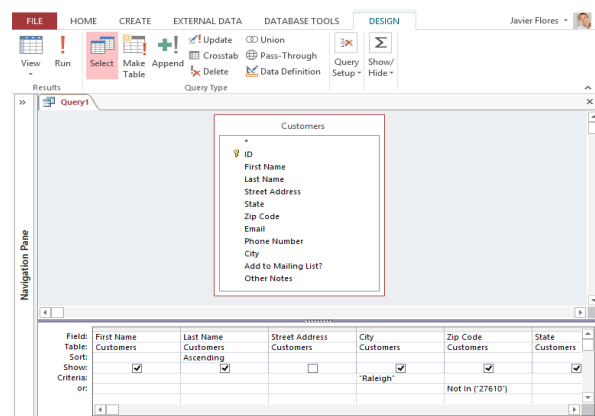 FILE HOME CREATE EXTERNAL DATA DATABASE TOOLS DESIGN Javier Flores
View Run Select Make Table Append Update Crosstab Delete Union Pass-Through Data Definition Query Setup Show/ Hide
Results Query Type
Query1
Navigation Pane
Customers
*
ID
First Name
Last Name
Street Address
State
Zip Code
Email
Phone Number
City
Add to Mailing List?
Other Notes
Field: First Name Last Name Street Address City Zip Code State
Table: Customers Customers Customers Customers Customers Customers
Sort: Ascending
Show:
Criteria: "Raleigh"
or: Not In ("27610")